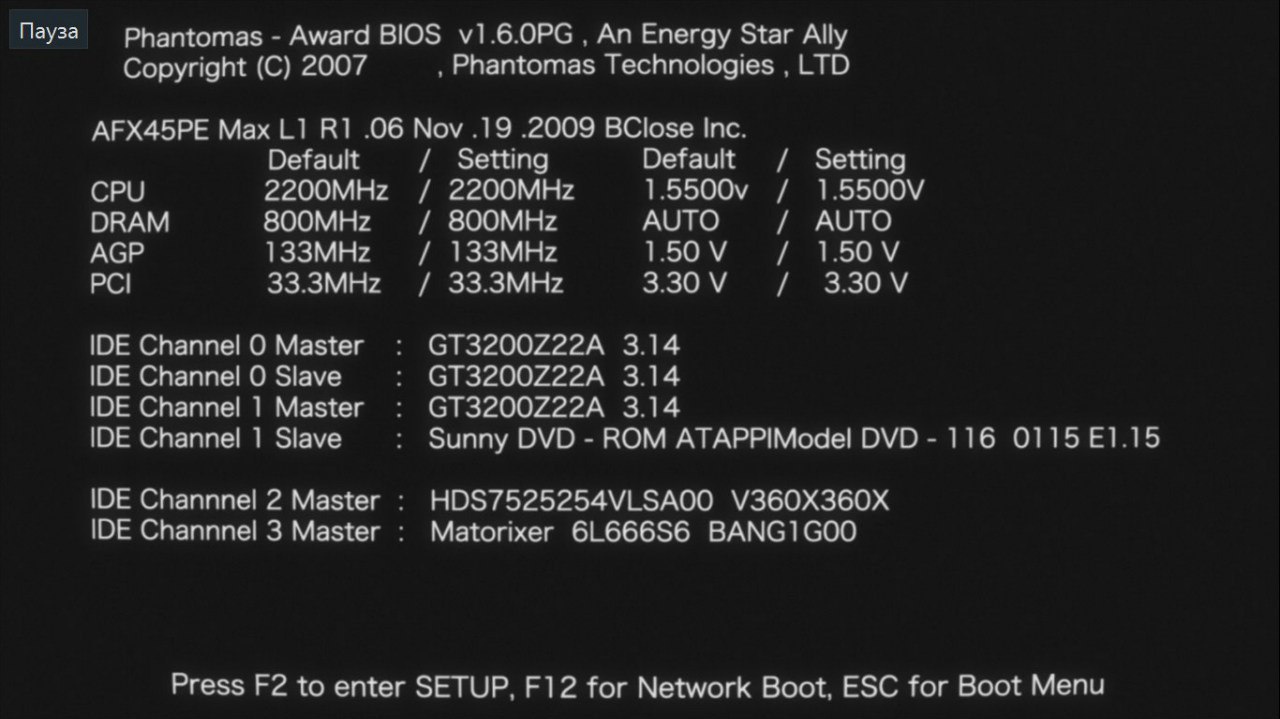 Пауза
Phantomas - Award BIOS v1.6.0PG , An Energy Star Ally
Copyright (C) 2007 , Phantomas Technologies , LTD
AFX45PE Max L1 R1 .06 Nov .19 .2009 BClose Inc.
Default / Setting Default / Setting
CPU 2200MHz / 2200MHz 1.5500v / 1.5500V
DRAM 800MHz / 800MHz AUTO / AUTO
AGP 133MHz / 133MHz 1.50 V / 1.50 V
PCI 33.3MHz / 33.3MHz 3.30 V / 3.30 V
IDE Channel 0 Master : GT3200Z22A 3.14
IDE Channel 0 Slave : GT3200Z22A 3.14
IDE Channel 1 Master : GT3200Z22A 3.14
IDE Channel 1 Slave : Sunny DVD - ROM ATAPPIModel DVD - 116 0115 E1.15
IDE Channnel 2 Master : HDS7525254VLSA00 V360X360X
IDE Channnel 3 Master : Matorixer 6L666S6 BANG1G00
Press F2 to enter SETUP, F12 for Network Boot, ESC for Boot Menu